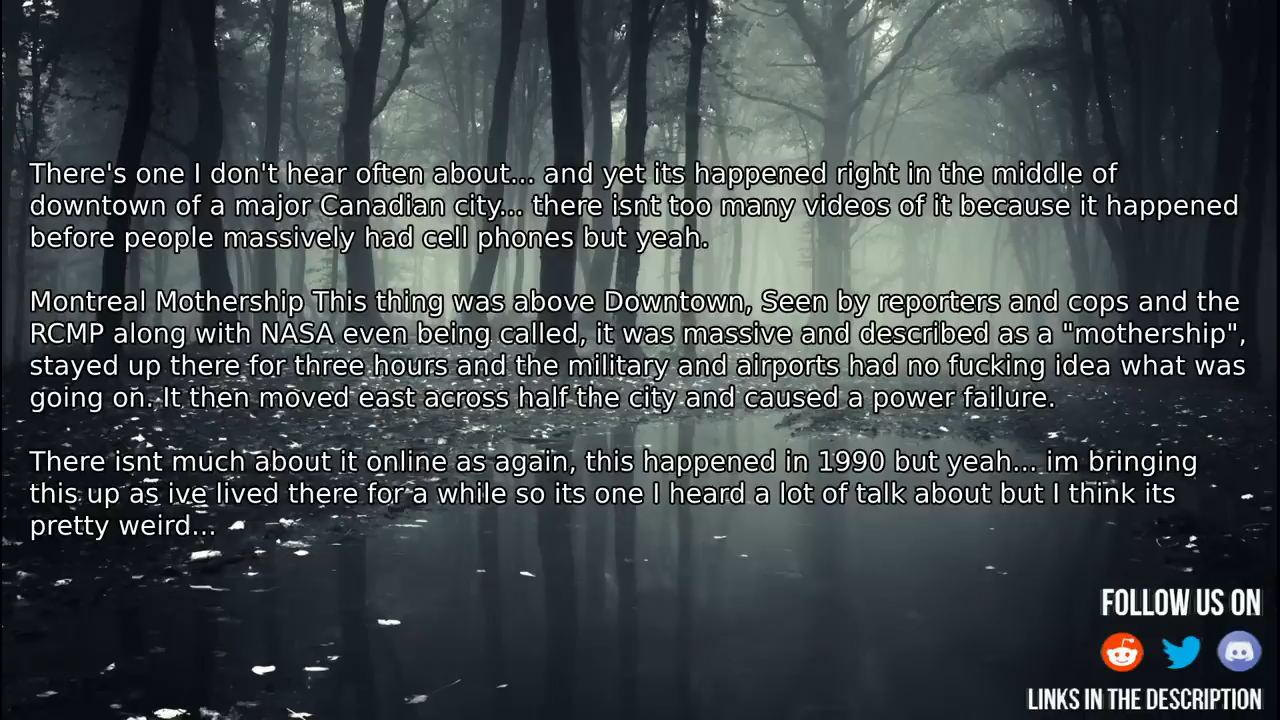 There's one I don't hear often about... and yet its happened right in the middle of
downtown of a major Canadian city... there isnt too many videos of it because it happened
before people massively had cell phones but yeah.
Montreal Mothership This thing was above Downtown, Seen by reporters and cops and the
RCMP along with NASA even being called, it was massive and described as a "mothership",
stayed up there for three hours and the military and airports had no fucking idea what was
going on. It then moved east across half the city and caused a power failure.
There isnt much about it online as again, this happened in 1990 but yeah... im bringing
this up as ive lived there for a while so its one I heard a lot of talk about but I think its
pretty weird...
FOLLOW US ON
LINKS IN THE DESCRIPTION